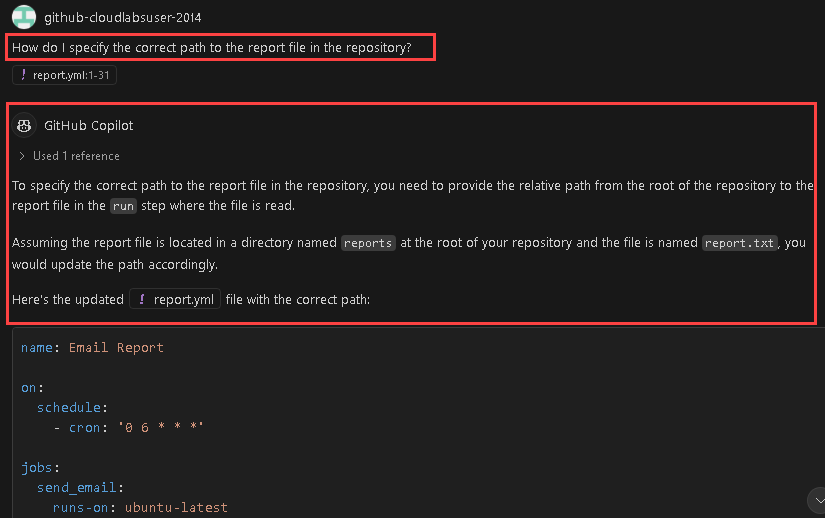 github-cloudlabsuser-2014
How do I specify the correct path to the report file in the repository?
! report.yml:1-31
GitHub Copilot
> Used 1 reference
To specify the correct path to the report file in the repository, you need to provide the relative path from the root of the repository to the
report file in the run step where the file is read.
Assuming the report file is located in a directory named reports at the root of your repository and the file is named report.txt, you
would update the path accordingly.
Here's the updated ! report.yml file with the correct path:
name: Email Report
on:
  schedule:
    - cron: '0 6 * * *'
jobs:
  send_email:
    runs-on: ubuntu-latest